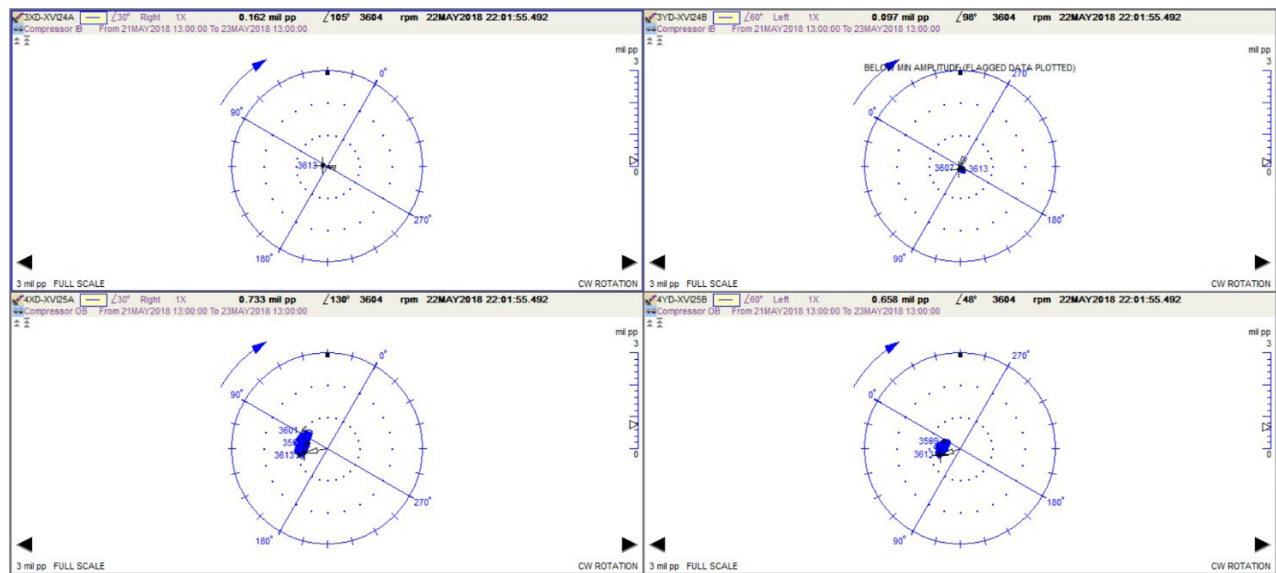 3XD-XVI24A ∠30° Right 1X 0.162 mil pp ∠105° 3604 rpm 22MAY2018 22:01:55.492
Compressor IB From 21MAY2018 13:00:00 To 23MAY2018 13:00:00
mil pp
3
0°
90°
3613
0
270°
180°
3 mil pp FULL SCALE
CW ROTATION
3YD-XVI24B ∠60° Left 1X 0.097 mil pp ∠98° 3604 rpm 22MAY2018 22:01:55.492
Compressor IB From 21MAY2018 13:00:00 To 23MAY2018 13:00:00
mil pp
3
BELOW MIN AMPLITUDE (FLAGGED DATA PLOTTED)
270°
0°
3607 3613
0
180°
90°
3 mil pp FULL SCALE
CW ROTATION
4XD-XVI25A ∠30° Right 1X 0.733 mil pp ∠130° 3604 rpm 22MAY2018 22:01:55.492
Compressor OB From 21MAY2018 13:00:00 To 23MAY2018 13:00:00
mil pp
3
0°
90°
3601
3613
0
270°
180°
3 mil pp FULL SCALE
CW ROTATION
4YD-XVI25B ∠60° Left 1X 0.658 mil pp ∠48° 3604 rpm 22MAY2018 22:01:55.492
Compressor OB From 21MAY2018 13:00:00 To 23MAY2018 13:00:00
mil pp
3
270°
0°
3599
3613
0
180°
90°
3 mil pp FULL SCALE
CW ROTATION